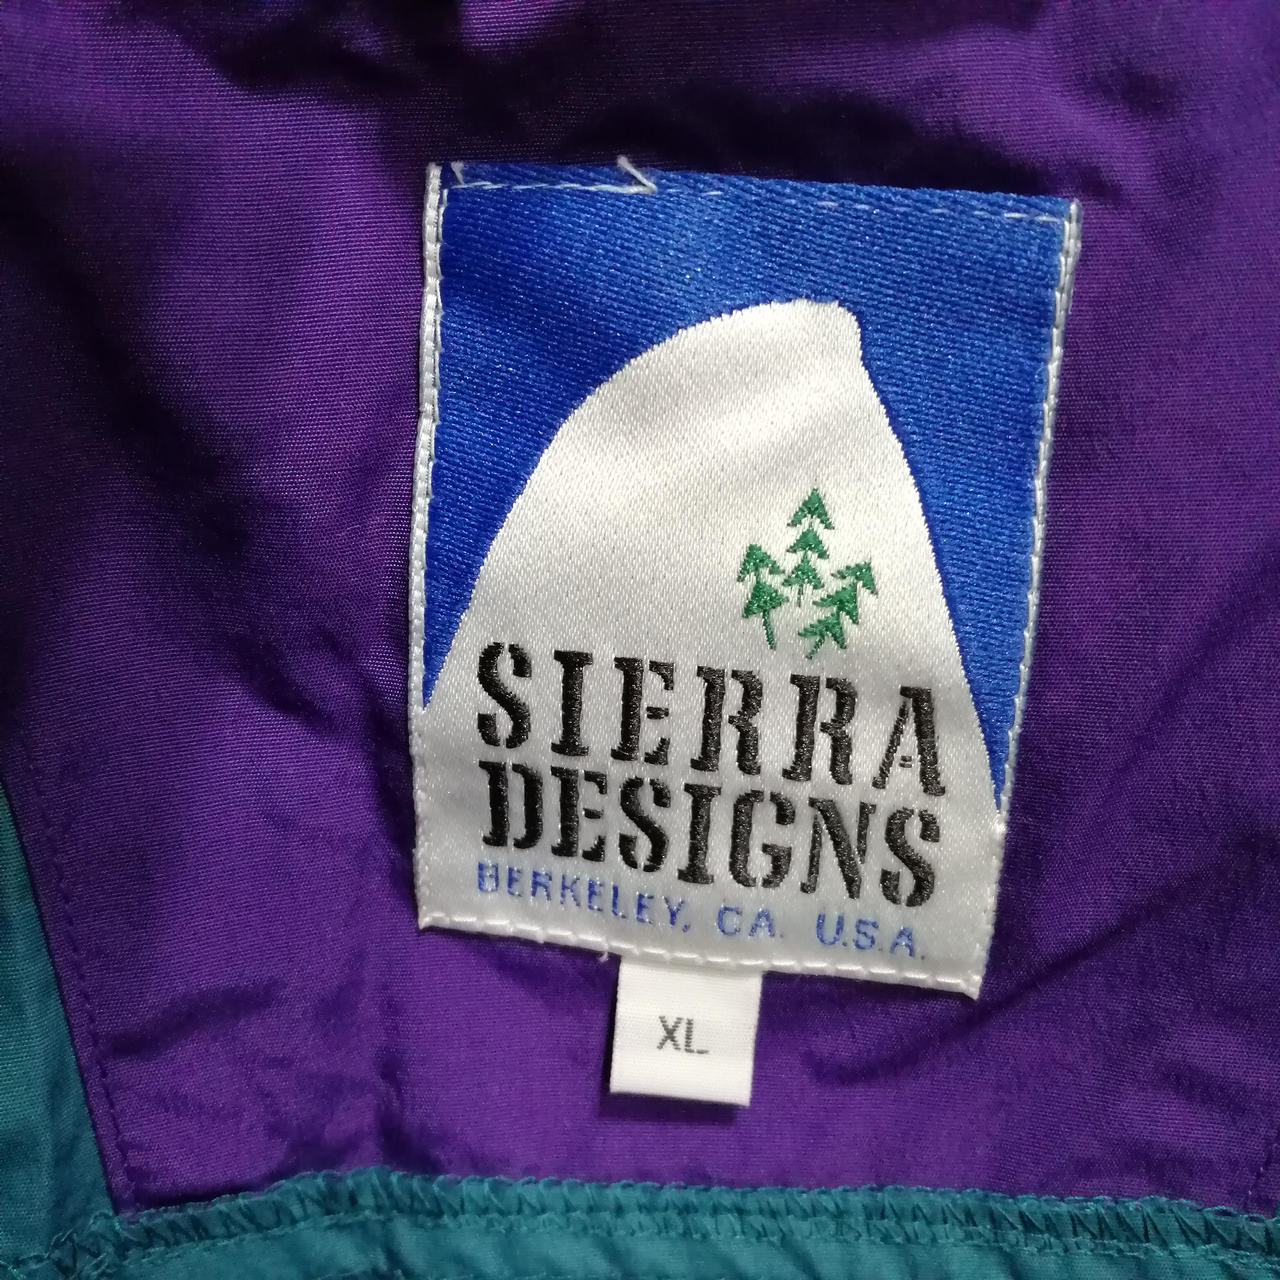 SIERRA
DESIGNS
BERKELEY, CA. U.S.A.
XL